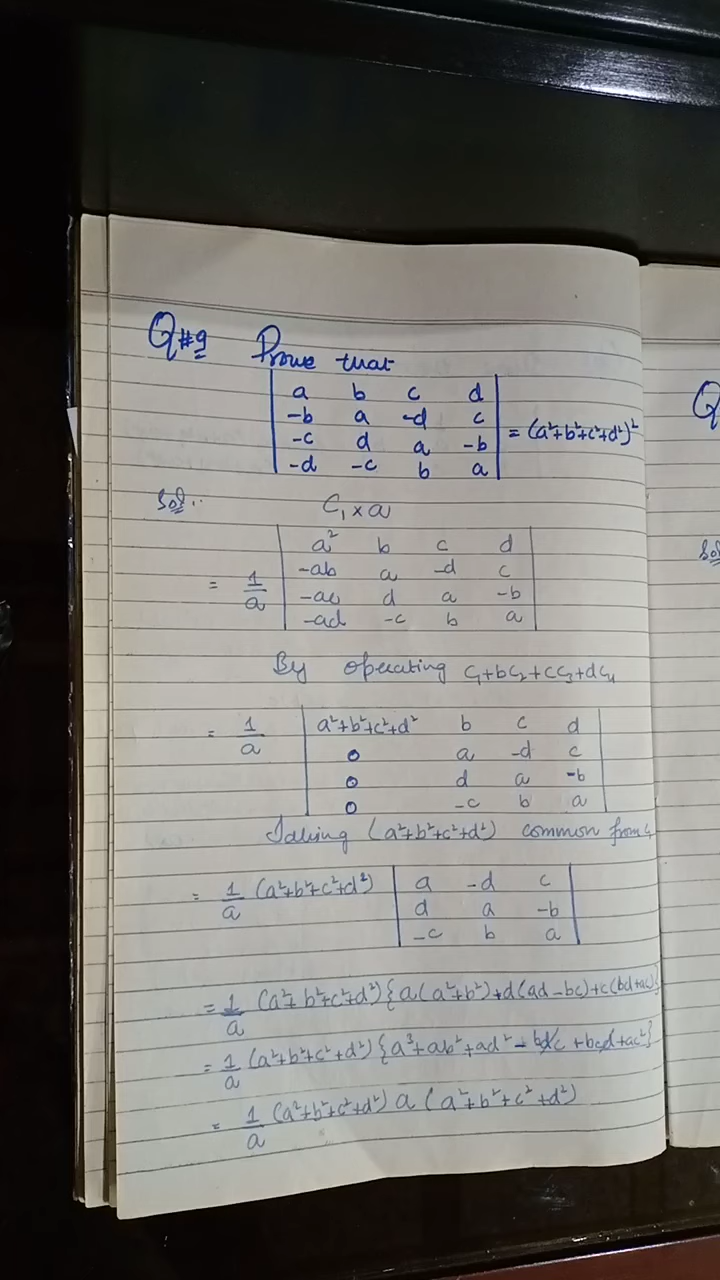 Q#9 Prove that
| a b c d |
| -b a -d c |
| -c d a -b | = (a²+b²+c²+d²)²
| -d -c b a |
Sol..
C₁ × a
| a² b c d |
| -ab a -d c |
= 1/a | -ac d a -b |
| -ad -c b a |
By operating C₁+bC₂+cC₃+dC₄
= 1/a | a²+b²+c²+d² b c d |
| 0 a -d c |
| 0 d a -b |
| 0 -c b a |
Taking (a²+b²+c²+d²) common from C₁
= 1/a (a²+b²+c²+d²) | a -d c |
| d a -b |
| -c b a |
= 1/a (a²+b²+c²+d²){a(a²+b²)+d(ad-bc)+c(bd+ac)}
= 1/a (a²+b²+c²+d²){a³+ab²+ad²-bdc+bcd+ac²}
= 1/a (a²+b²+c²+d²) a (a²+b²+c²+d²)
Q
Sol